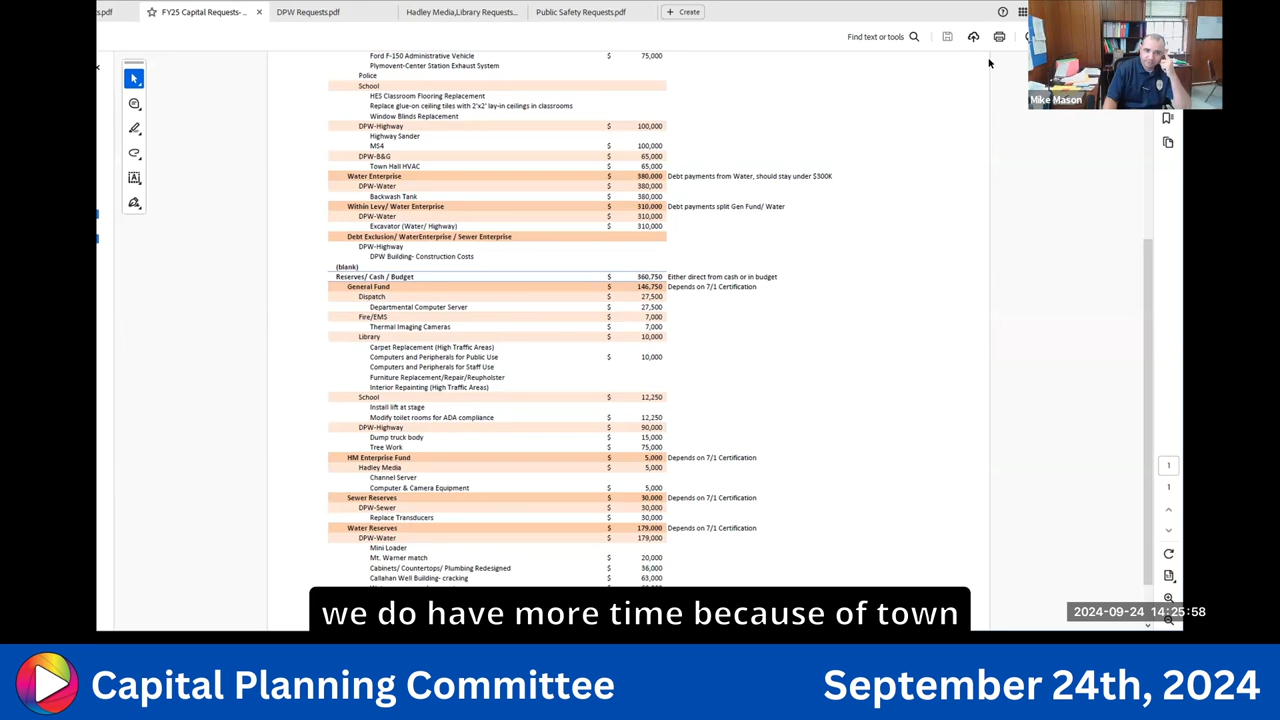 s.pdf
FY25 Capital Requests-...
DPW Requests.pdf
Hadley Media,Library Requests...
Public Safety Requests.pdf
Create
Find text or tools
Ford F-150 Administrative Vehicle $ 75,000
Plymovent-Center Station Exhaust System
Police
School
HES Classroom Flooring Replacement
Replace glue-on ceiling tiles with 2'x2' lay-in ceilings in classrooms
Window Blinds Replacement
DPW-Highway $ 100,000
Highway Sander
MS4 $ 100,000
DPW-B&G $ 65,000
Town Hall HVAC $ 65,000
Water Enterprise $ 380,000 Debt payments from Water, should stay under $300K
DPW-Water $ 380,000
Backwash Tank $ 380,000
Within Levy/ Water Enterprise $ 310,000 Debt payments split Gen Fund/ Water
DPW-Water $ 310,000
Excavator (Water/ Highway) $ 310,000
Debt Exclusion/ WaterEnterprise / Sewer Enterprise
DPW-Highway
DPW Building- Construction Costs
(blank)
Reserves/ Cash / Budget $ 360,750 Either direct from cash or in budget
General Fund $ 146,750 Depends on 7/1 Certification
Dispatch $ 27,500
Departmental Computer Server $ 27,500
Fire/EMS $ 7,000
Thermal Imaging Cameras $ 7,000
Library $ 10,000
Carpet Replacement (High Traffic Areas)
Computers and Peripherals for Public Use $ 10,000
Computers and Peripherals for Staff Use
Furniture Replacement/Repair/Reupholster
Interior Repainting (High Traffic Areas)
School $ 12,250
Install lift at stage
Modify toilet rooms for ADA compliance $ 12,250
DPW-Highway $ 90,000
Dump truck body $ 15,000
Tree Work $ 75,000
HM Enterprise Fund $ 5,000 Depends on 7/1 Certification
Hadley Media $ 5,000
Channel Server
Computer & Camera Equipment $ 5,000
Sewer Reserves $ 30,000 Depends on 7/1 Certification
DPW-Sewer $ 30,000
Replace Transducers $ 30,000
Water Reserves $ 179,000 Depends on 7/1 Certification
DPW-Water $ 179,000
Mini Loader
Mt. Warner match $ 20,000
Cabinets/ Countertops/ Plumbing Redesigned $ 36,000
Callahan Well Building- cracking $ 63,000
Mike Mason
1
1
we do have more time because of town
2024-09-24 14:25:58
Capital Planning Committee
September 24th, 2024